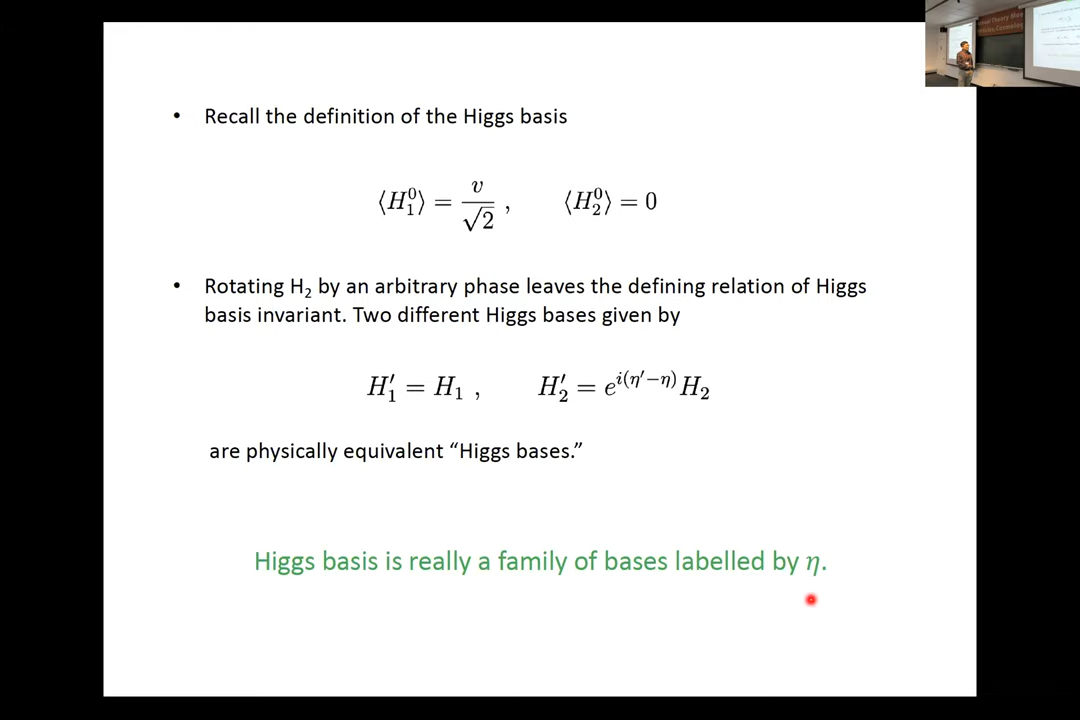 • Recall the definition of the Higgs basis
⟨H₁⁰⟩ = v/√2 , ⟨H₂⁰⟩ = 0
• Rotating H₂ by an arbitrary phase leaves the defining relation of Higgs
basis invariant. Two different Higgs bases given by
H₁′ = H₁ , H₂′ = e^{i(η′−η)} H₂
are physically equivalent “Higgs bases.”
Higgs basis is really a family of bases labelled by η.